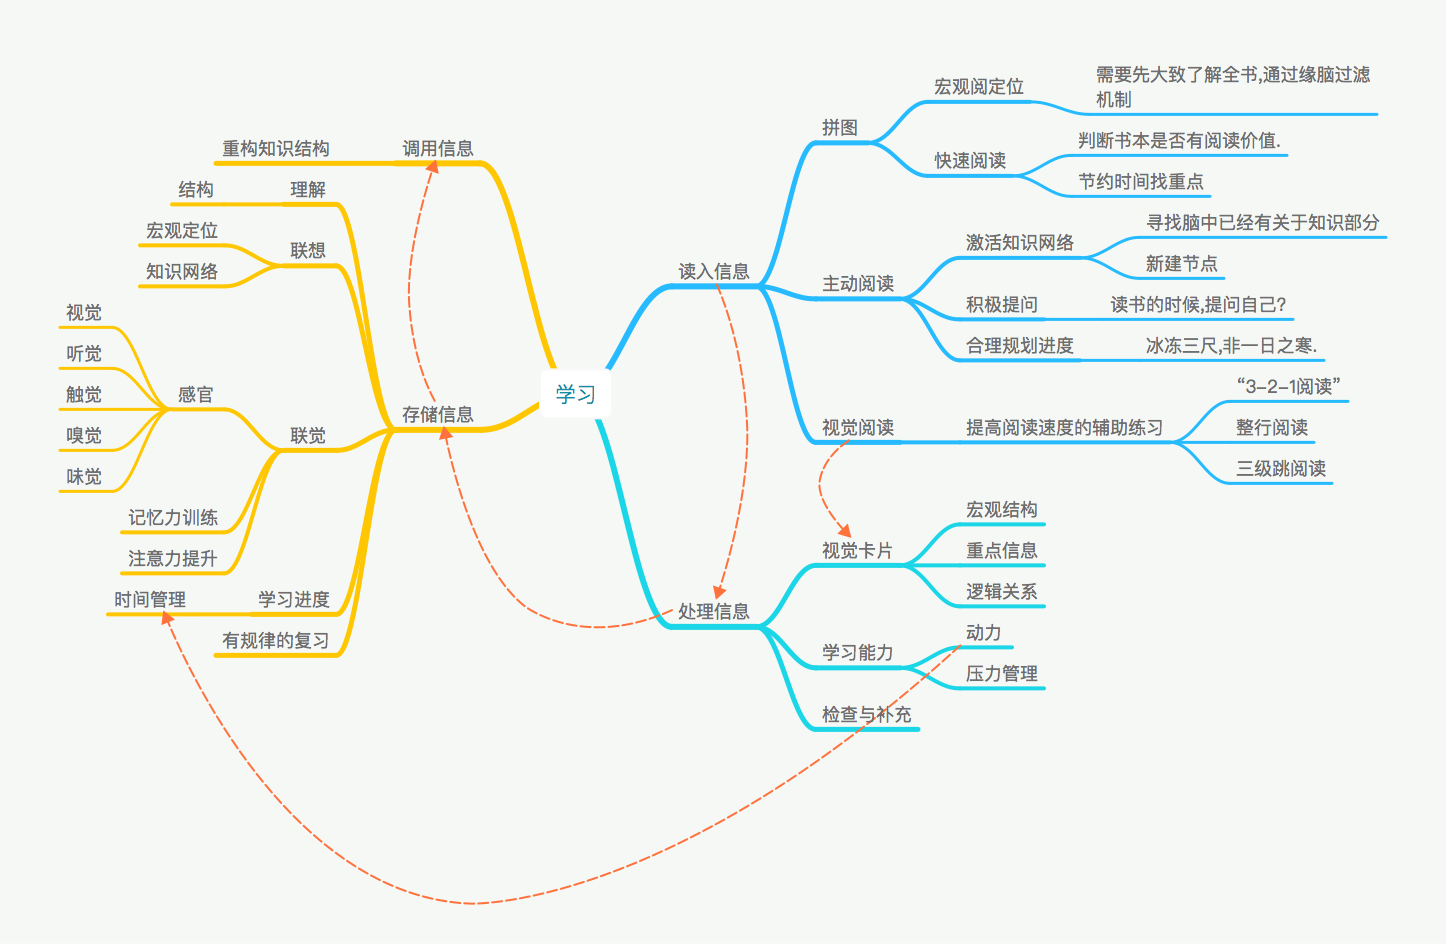 学习
读入信息
拼图
宏观阅定位
需要先大致了解全书,通过缘脑过滤
机制
快速阅读
判断书本是否有阅读价值.
节约时间找重点
主动阅读
激活知识网络
寻找脑中已经有关于知识部分
新建节点
积极提问
读书的时候,提问自己?
合理规划进度
冰冻三尺,非一日之寒.
视觉阅读
提高阅读速度的辅助练习
“3-2-1阅读”
整行阅读
三级跳阅读
处理信息
视觉卡片
宏观结构
重点信息
逻辑关系
学习能力
动力
压力管理
检查与补充
存储信息
理解
结构
联想
宏观定位
知识网络
联觉
感官
视觉
听觉
触觉
嗅觉
味觉
记忆力训练
注意力提升
学习进度
时间管理
有规律的复习
调用信息
重构知识结构